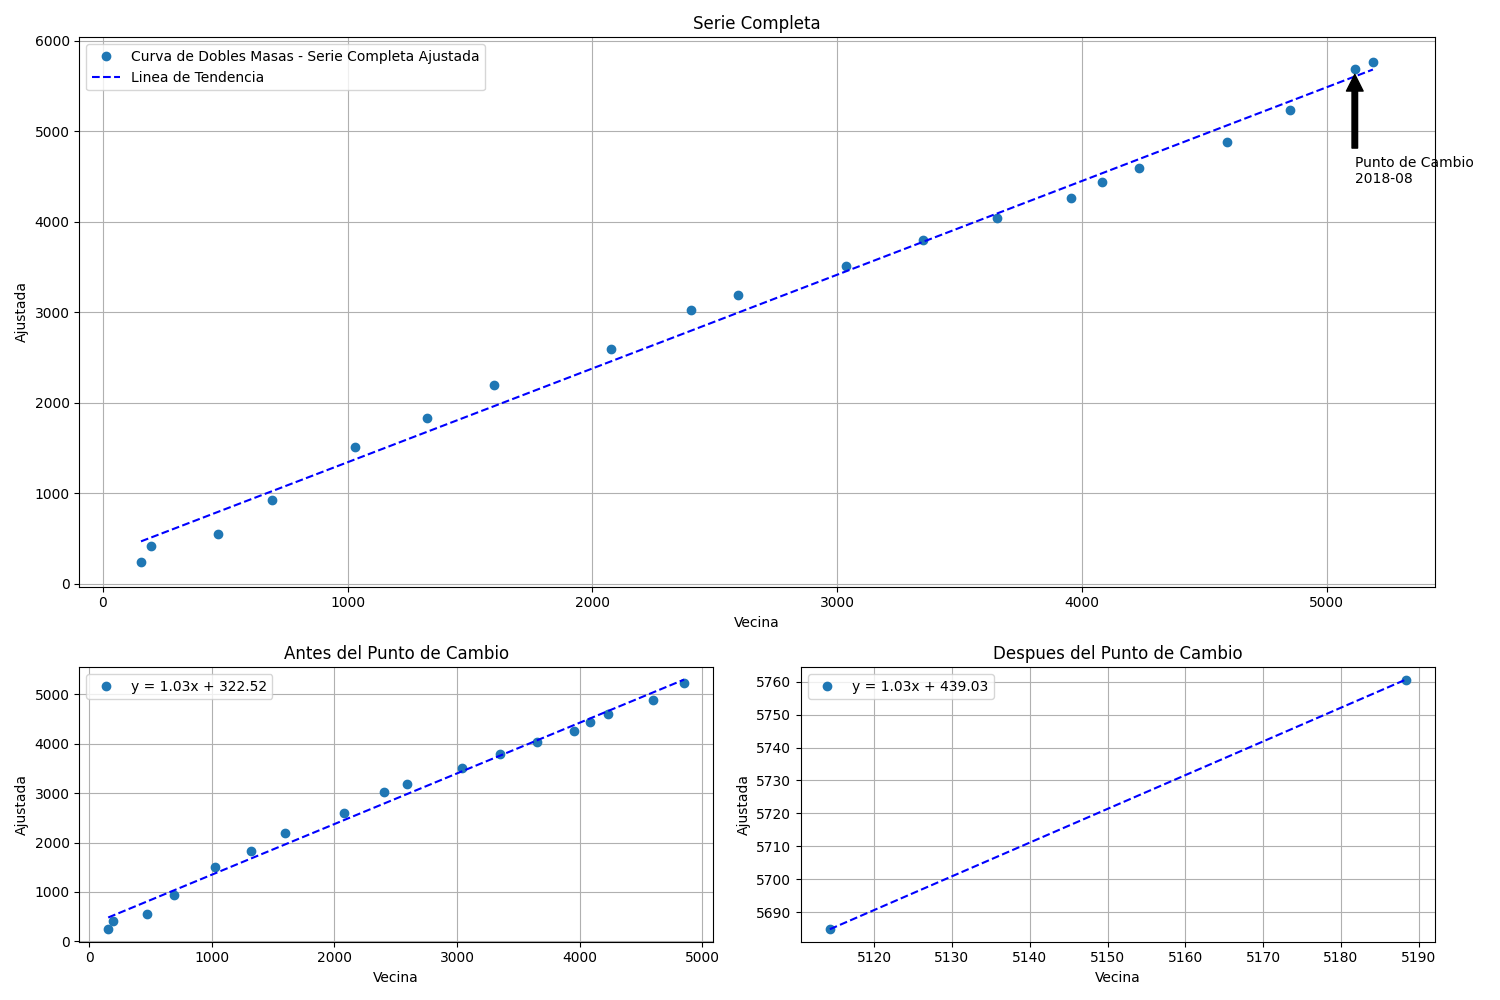 Serie Completa
Curva de Dobles Masas - Serie Completa Ajustada
Linea de Tendencia
6000
5000
4000
3000
2000
1000
0
Ajustada
Punto de Cambio
2018-08
0 1000 2000 3000 4000 5000
Vecina
Antes del Punto de Cambio
y = 1.03x + 322.52
5000
4000
3000
2000
1000
0
Ajustada
0 1000 2000 3000 4000 5000
Vecina
Despues del Punto de Cambio
y = 1.03x + 439.03
5760
5750
5740
5730
5720
5710
5700
5690
Ajustada
5120 5130 5140 5150 5160 5170 5180 5190
Vecina